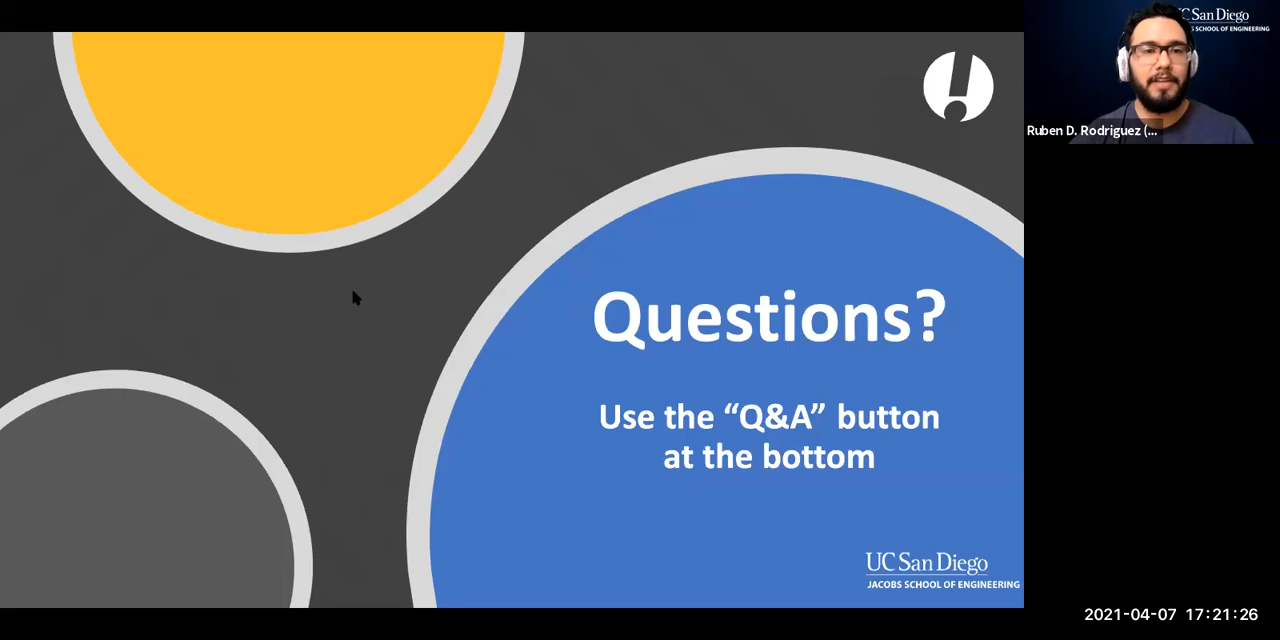 Questions?
Use the “Q&A” button
at the bottom
UC San Diego
JACOBS SCHOOL OF ENGINEERING
UC San Diego
SCHOOL OF ENGINEERING
Ruben D. Rodriguez (...
2021-04-07 17:21:26